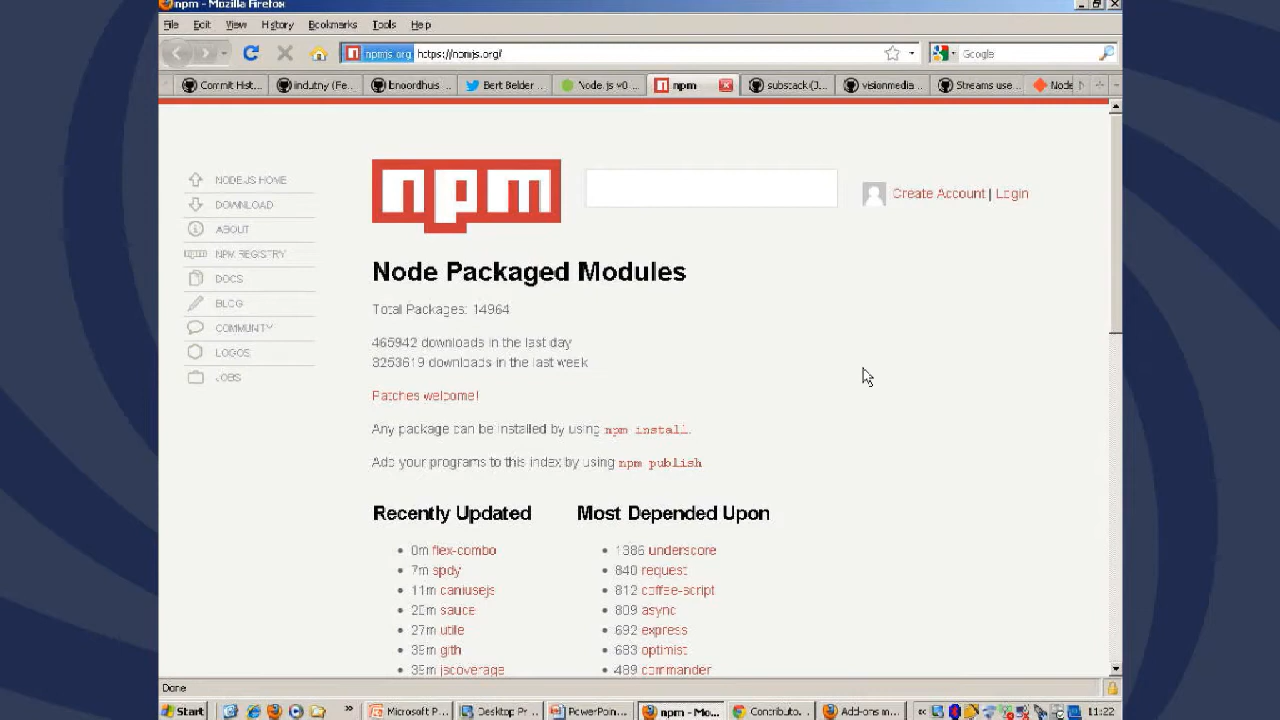 npm - Mozilla Firefox
File Edit View History Bookmarks Tools Help
npmjs.org https://npmjs.org/
Google
Commit Hist...
indutny (Fe...
bnoordhuis ...
Bert Belder ...
Node.js v0 ...
npm
substack (J...
visionmedia ...
Streams use...
Node
NODE.JS HOME
DOWNLOAD
ABOUT
NPM REGISTRY
DOCS
BLOG
COMMUNITY
LOGOS
JOBS
npm
Create Account | Login
Node Packaged Modules
Total Packages: 14964
465942 downloads in the last day
8253619 downloads in the last week
Patches welcome!
Any package can be installed by using npm install.
Add your programs to this index by using npm publish
Recently Updated
0m flex-combo
7m spdy
11m caniusejs
20m sauce
27m utile
39m gith
39m jscoverage
Most Depended Upon
1386 underscore
840 request
812 coffee-script
809 async
692 express
683 optimist
489 commander
Done
Start
Microsoft P...
Desktop Pr...
PowerPoin...
npm - Mo...
Contributo...
Add-ons m...
11:22